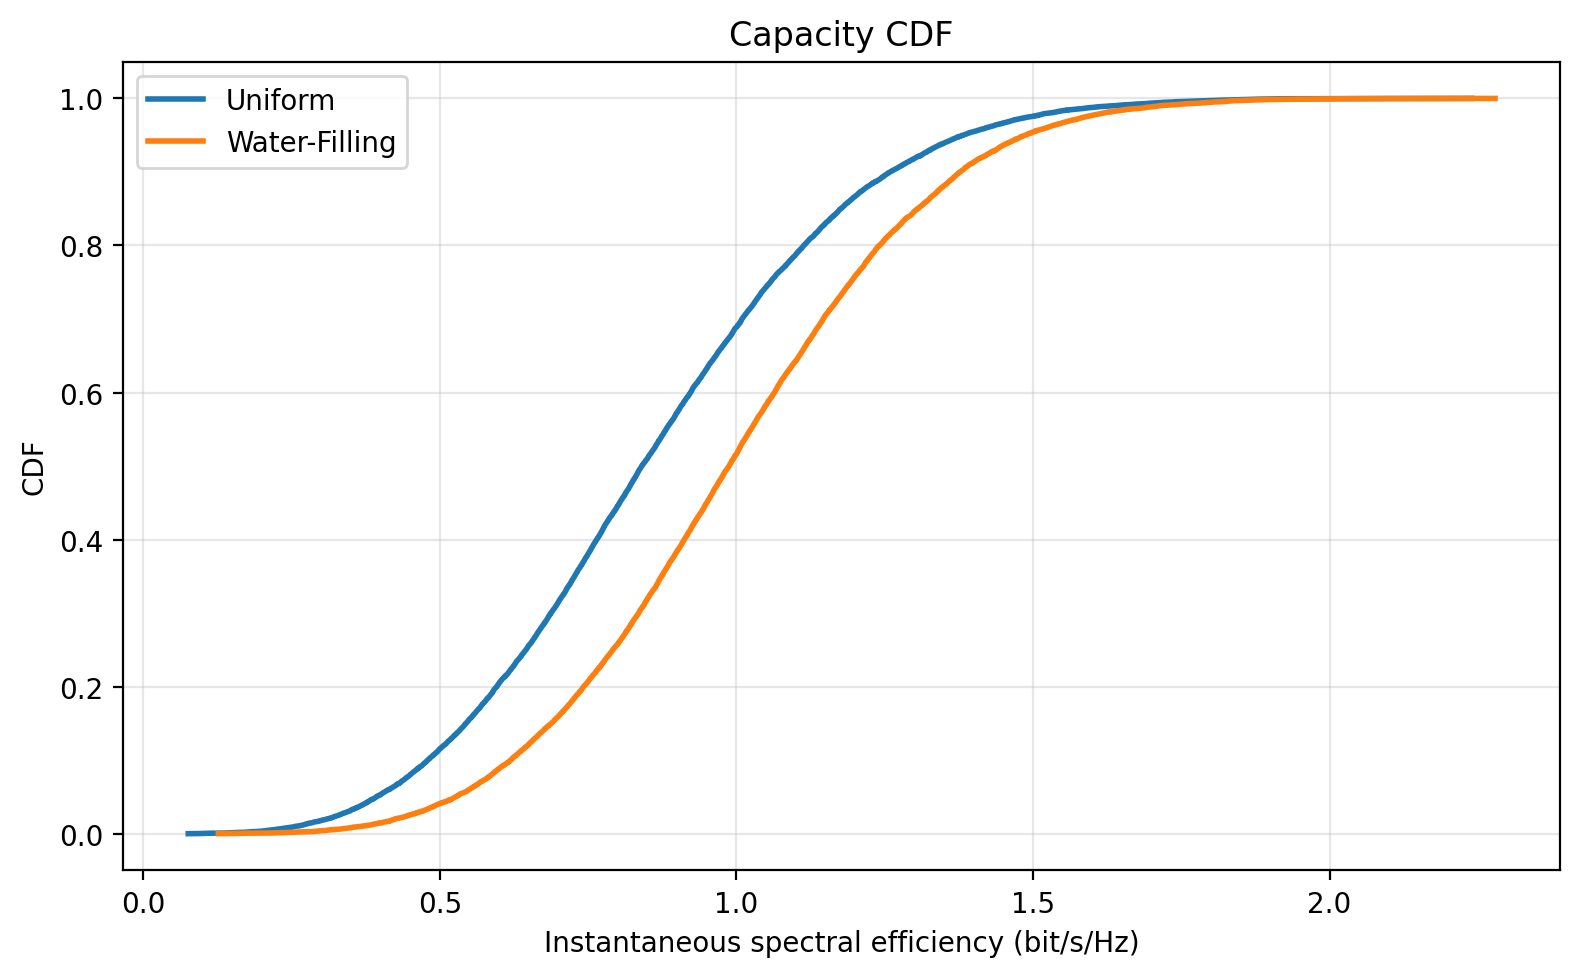 Capacity CDF
Uniform
Water-Filling
1.0
0.8
0.6
0.4
0.2
0.0
CDF
0.0 0.5 1.0 1.5 2.0
Instantaneous spectral efficiency (bit/s/Hz)